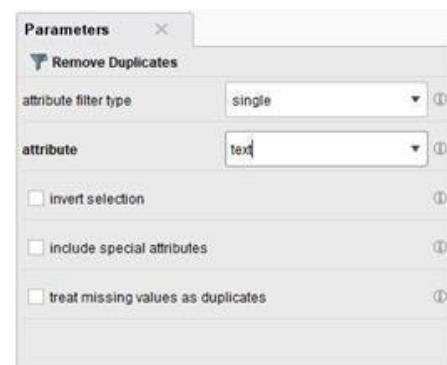 Parameters
Remove Duplicates
attribute filter type single
attribute text
invert selection
include special attributes
treat missing values as duplicates